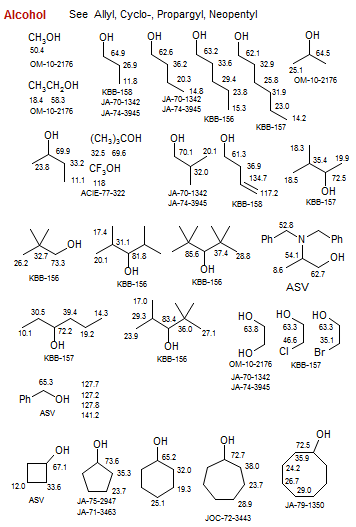 Alcohol See Allyl, Cyclo-, Propargyl, Neopentyl
CH3OH
50.4
OM-10-2176
CH3CH2OH
18.4 58.3
OM-10-2176
OH
64.9
26.9
11.8
KBB-158
JA-70-1342
JA-74-3945
OH
62.6
36.2
20.3
14.8
JA-70-1342
JA-74-3945
OH
63.2
33.6
29.4
23.8
15.3
KBB-156
OH
62.1
32.9
25.8
31.9
23.0
14.2
KBB-157
OH
64.5
25.1
OM-10-2176
OH
69.9
23.8
33.2
11.1
(CH3)3COH
32.5 69.6
CF3OH
118
ACIE-77-322
OH
70.1 20.1
32.0
JA-70-1342
JA-74-3945
OH
61.3
36.9
134.7
117.2
KBB-158
18.3
35.4 19.9
18.5
72.5
OH
KBB-157
OH
26.2 32.7 73.3
KBB-156
17.4
31.1
20.1
81.8
OH
KBB-156
85.6 37.4 28.8
OH
KBB-156
52.8
Ph N Ph
54.1
OH
8.6
62.7
ASV
30.5 39.4 14.3
10.1 72.2 19.2
OH
KBB-157
17.0
29.3 83.4
36.0
23.9 27.1
OH
KBB-156
HO
63.8
HO
OM-10-2176
JA-70-1342
JA-74-3945
HO
63.3
46.6
Cl
HO
63.3
35.1
Br
KBB-157
65.3
Ph OH
ASV
127.7
127.2
127.8
141.2
OH
67.1
12.0 33.6
ASV
OH
73.6
35.3
23.7
JA-75-2947
JA-71-3463
OH
65.2
32.0
19.3
25.1
OH
72.7
38.0
23.7
28.9
JOC-72-3443
OH
72.5
35.9
24.2
26.7
29.0
JA-79-1350